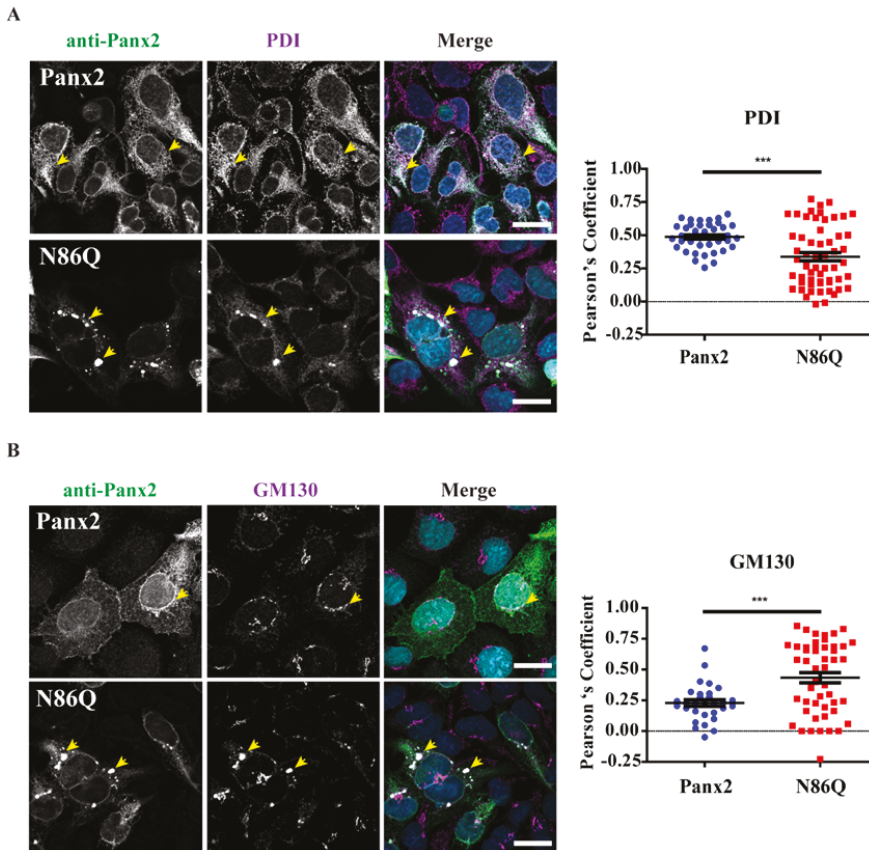 A
anti-Panx2 PDI Merge
Panx2
N86Q
PDI
***
Pearson's Coefficient
1.00
0.75
0.50
0.25
0.00
-0.25
Panx2 N86Q
B
anti-Panx2 GM130 Merge
Panx2
N86Q
GM130
***
Pearson 's Coefficient
1.00
0.75
0.50
0.25
0.00
-0.25
Panx2 N86Q